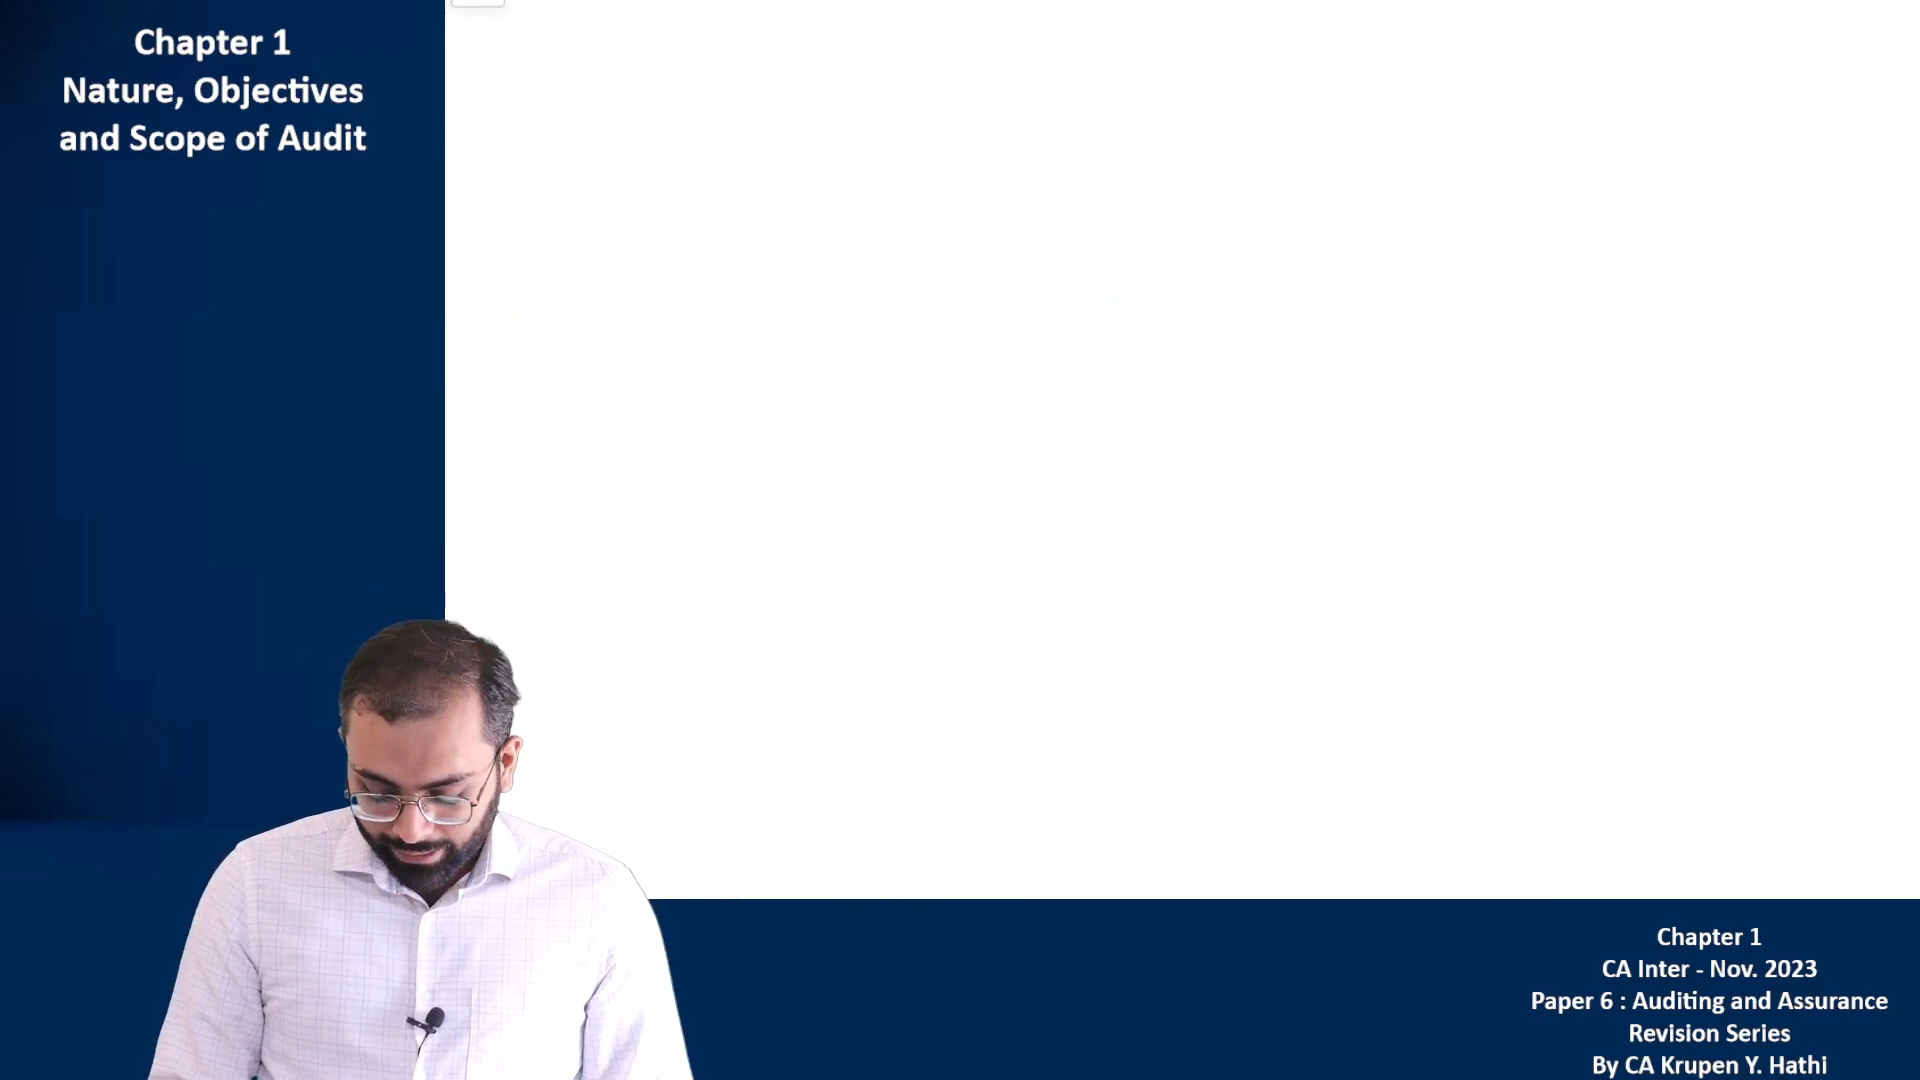 Chapter 1
Nature, Objectives
and Scope of Audit
Chapter 1
CA Inter - Nov. 2023
Paper 6 : Auditing and Assurance
Revision Series
By CA Krupen Y. Hathi